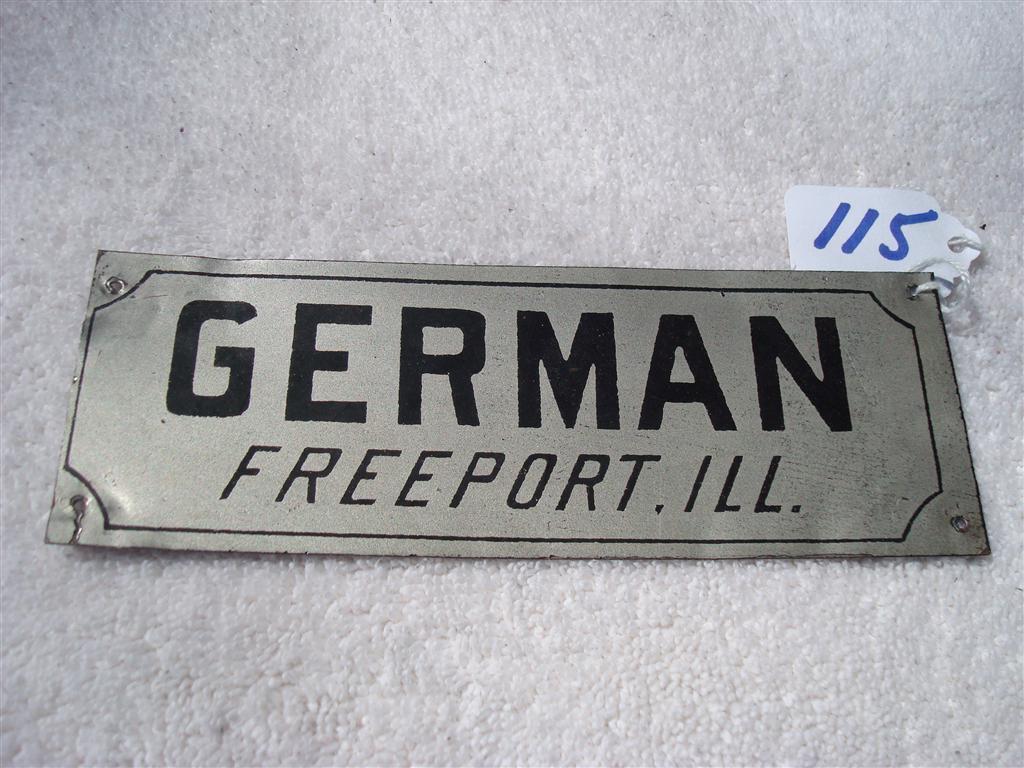 115
GERMAN
FREEPORT, ILL.